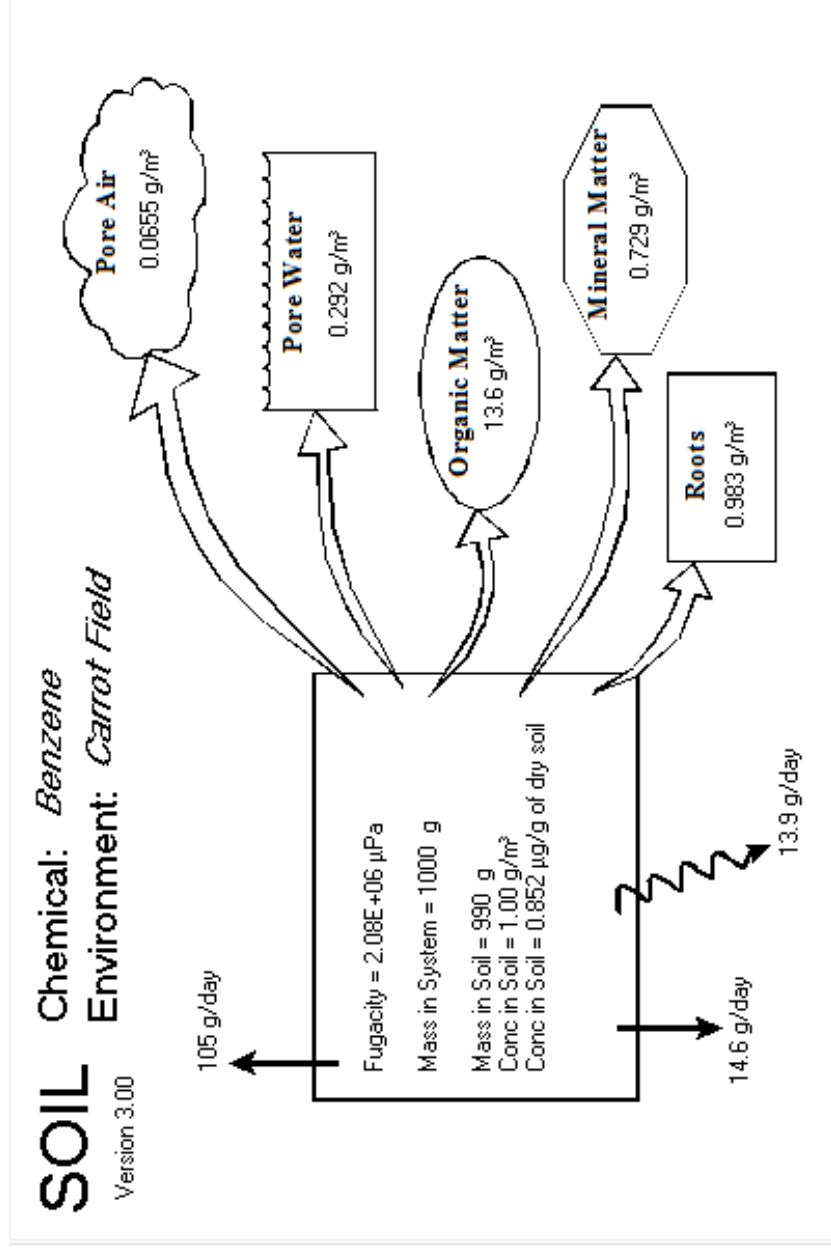 SOIL
Version 3.00
Chemical: Benzene
Environment: Carrot Field
105 g/day
Fugacity = 2.08E+06 µPa
Mass in System = 1000 g
Mass in Soil = 990 g
Conc in Soil = 1.00 g/m³
Conc in Soil = 0.852 µg/g of dry soil
14.6 g/day
13.9 g/day
Pore Air
0.0655 g/m³
Pore Water
0.292 g/m³
Organic Matter
13.6 g/m³
Mineral Matter
0.729 g/m³
Roots
0.983 g/m³